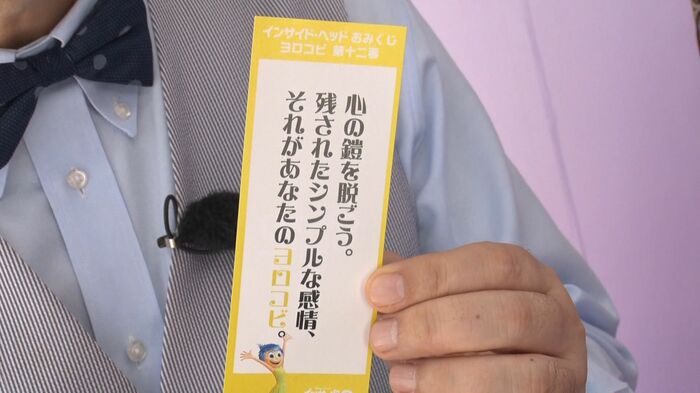 インサイド・ヘッド おみくじ
ヨロコビ 第十二番
心の鎧を脱ごう。
残されたシンプルな感情、
それがあなたのヨロコビ。